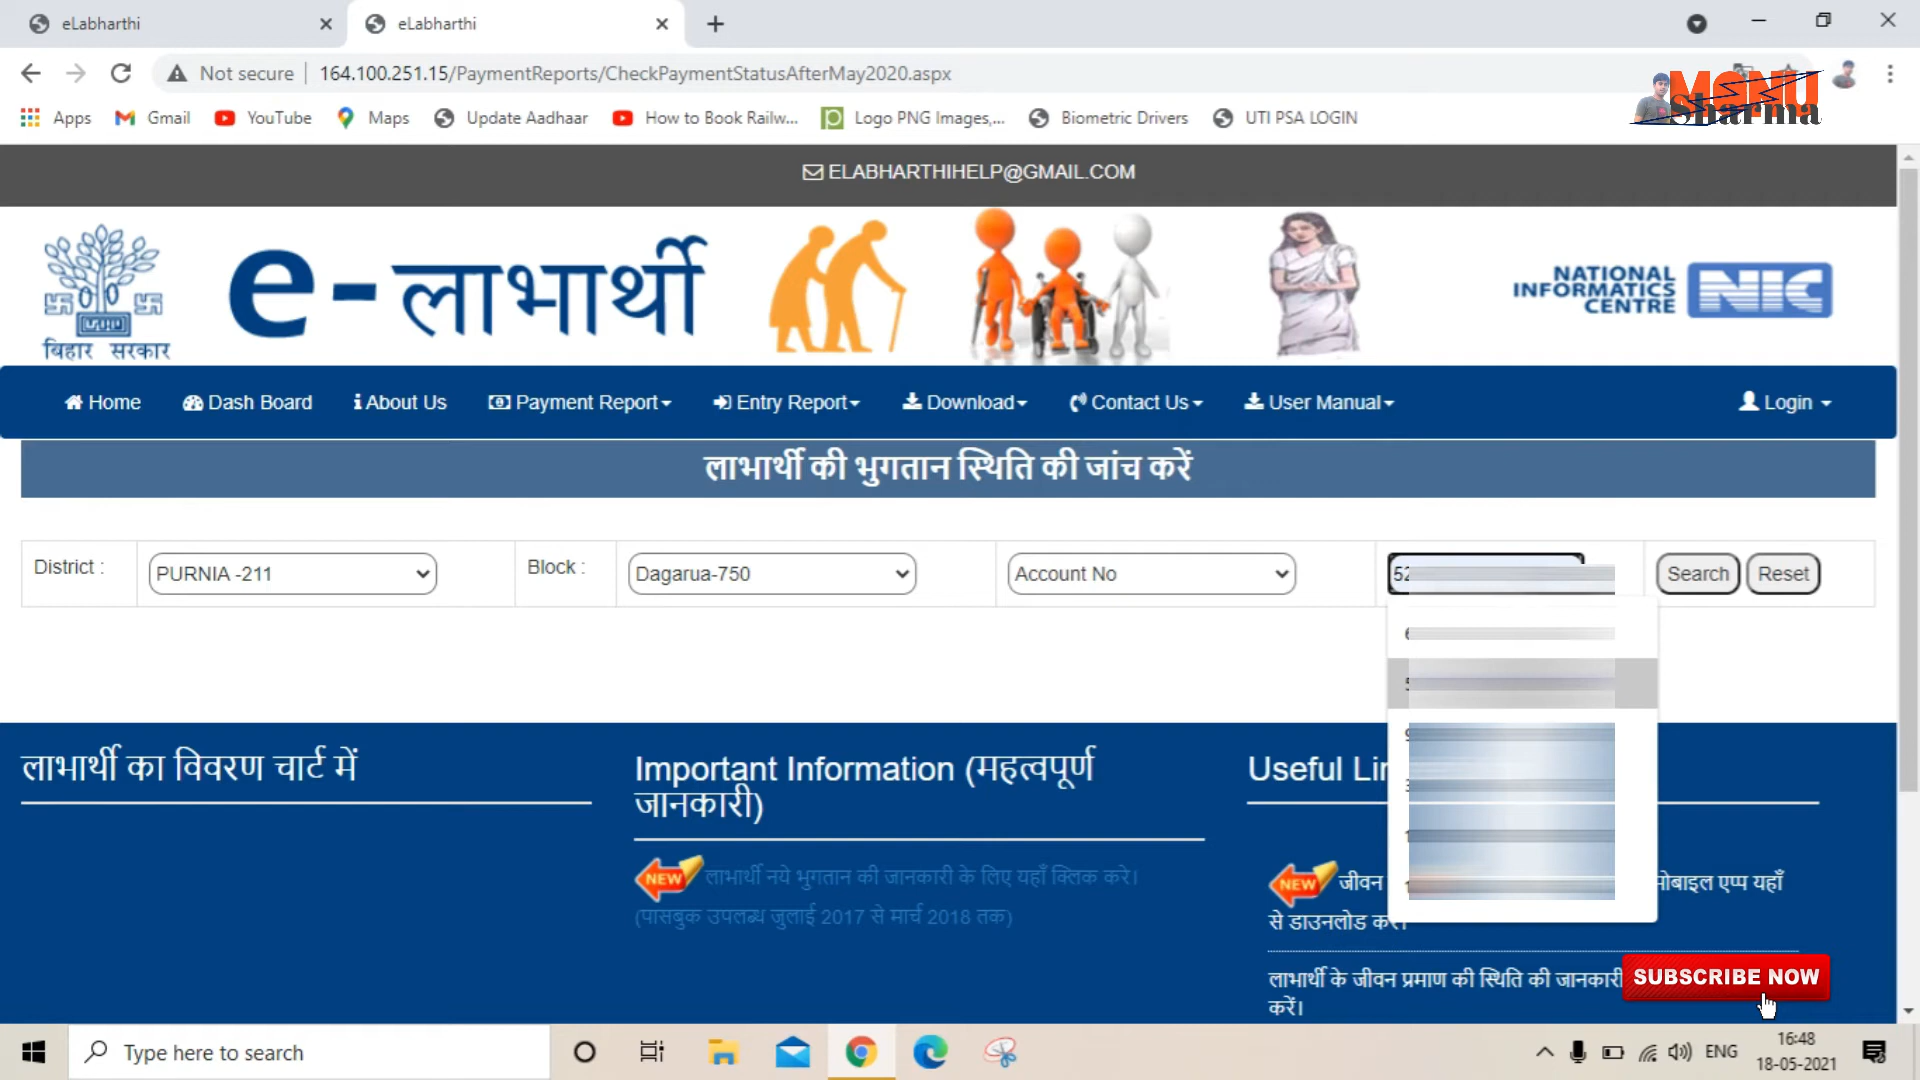 eLabharthi
eLabharthi
Not secure
164.100.251.15/PaymentReports/CheckPaymentStatusAfterMay2020.aspx
Apps
Gmail
YouTube
Maps
Update Aadhaar
How to Book Railw...
Logo PNG Images,...
Biometric Drivers
UTI PSA LOGIN
MONU
Sharma
ELABHARTHIHELP@GMAIL.COM
बिहार सरकार
e-लाभार्थी
NATIONAL
INFORMATICS
CENTRE
NIC
Home
Dash Board
About Us
Payment Report
Entry Report
Download
Contact Us
User Manual
Login
लाभार्थी की भुगतान स्थिति की जांच करें
District :
PURNIA -211
Block :
Dagarua-750
Account No
52
Search
Reset
लाभार्थी का विवरण चार्ट में
Important Information (महत्वपूर्ण
जानकारी)
NEW लाभार्थी नये भुगतान की जानकारी के लिए यहाँ क्लिक करे।
(पासबुक उपलब्ध जुलाई 2017 से मार्च 2018 तक)
Useful
NEW जीवन
एप्प यहाँ
से डाउनलोड
लाभार्थी के जीवन प्रमाण की स्थिति की जानकारी
करें।
SUBSCRIBE NOW
Type here to search
ENG
16:48
18-05-2021